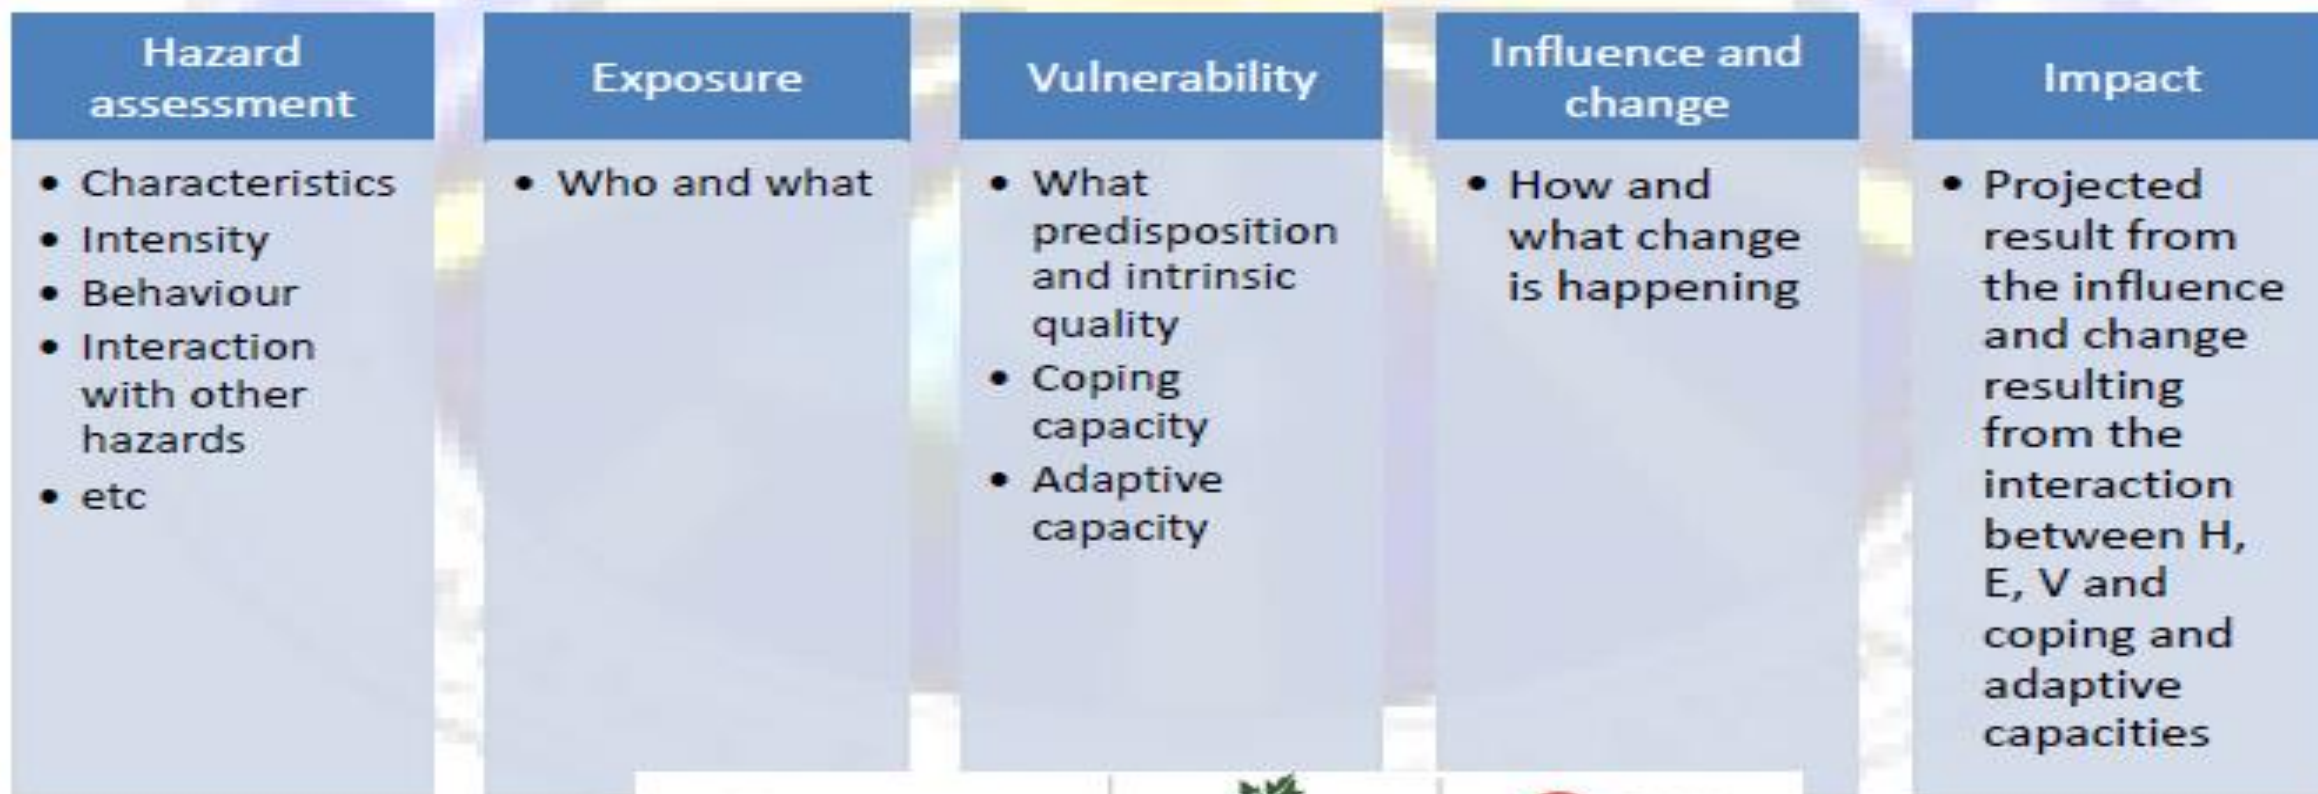 Hazard
assessment
• Characteristics
• Intensity
• Behaviour
• Interaction
with other
hazards
• etc
Exposure
• Who and what
Vulnerability
• What
predisposition
and intrinsic
quality
• Coping
capacity
• Adaptive
capacity
Influence and
change
• How and
what change
is happening
Impact
• Projected
result from
the influence
and change
resulting
from the
interaction
between H,
E, V and
coping and
adaptive
capacities